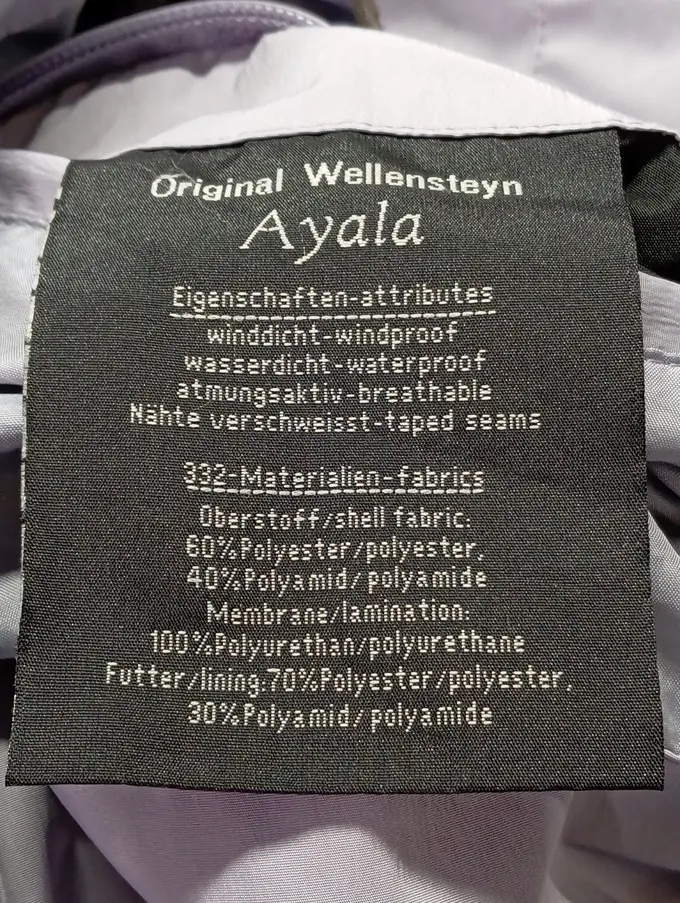 Original Wellensteyn
Ayala
Eigenschaften-attributes
winddicht-windproof
wasserdicht-waterproof
atmungsaktiv-breathable
Nähte verschweisst-taped seams
332-Materialien-fabrics
Oberstoff/shell fabric:
60%Polyester/polyester,
40%Polyamid/polyamide
Membrane/lamination:
100%Polyurethan/polyurethane
Futter/lining:70%Polyester/polyester,
30%Polyamid/polyamide